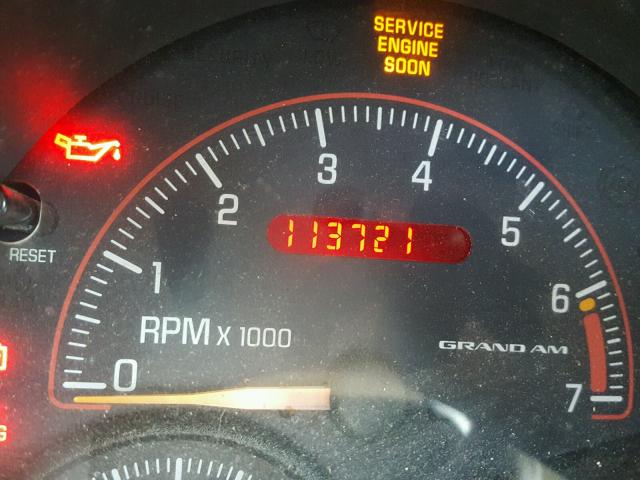 SERVICE
ENGINE
SOON
3
4
2
113721
5
RESET
1
6
RPM X 1000
GRAND AM
0
7
G